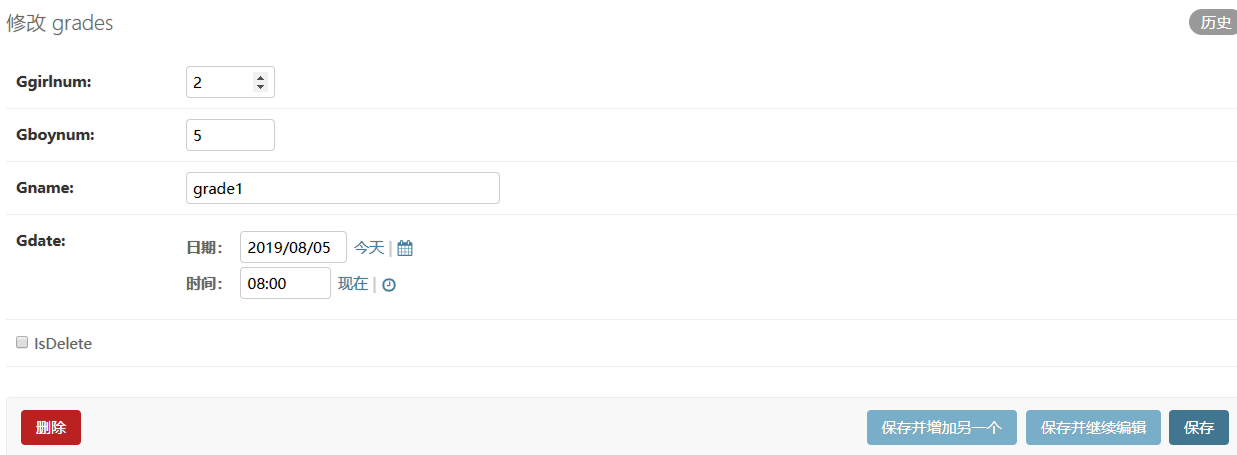 修改 grades 历史
Ggirlnum: 2
Gboynum: 5
Gname: grade1
Gdate: 日期： 2019/08/05 今天 |
时间： 08:00 现在 |
IsDelete
删除 保存并增加另一个 保存并继续编辑 保存